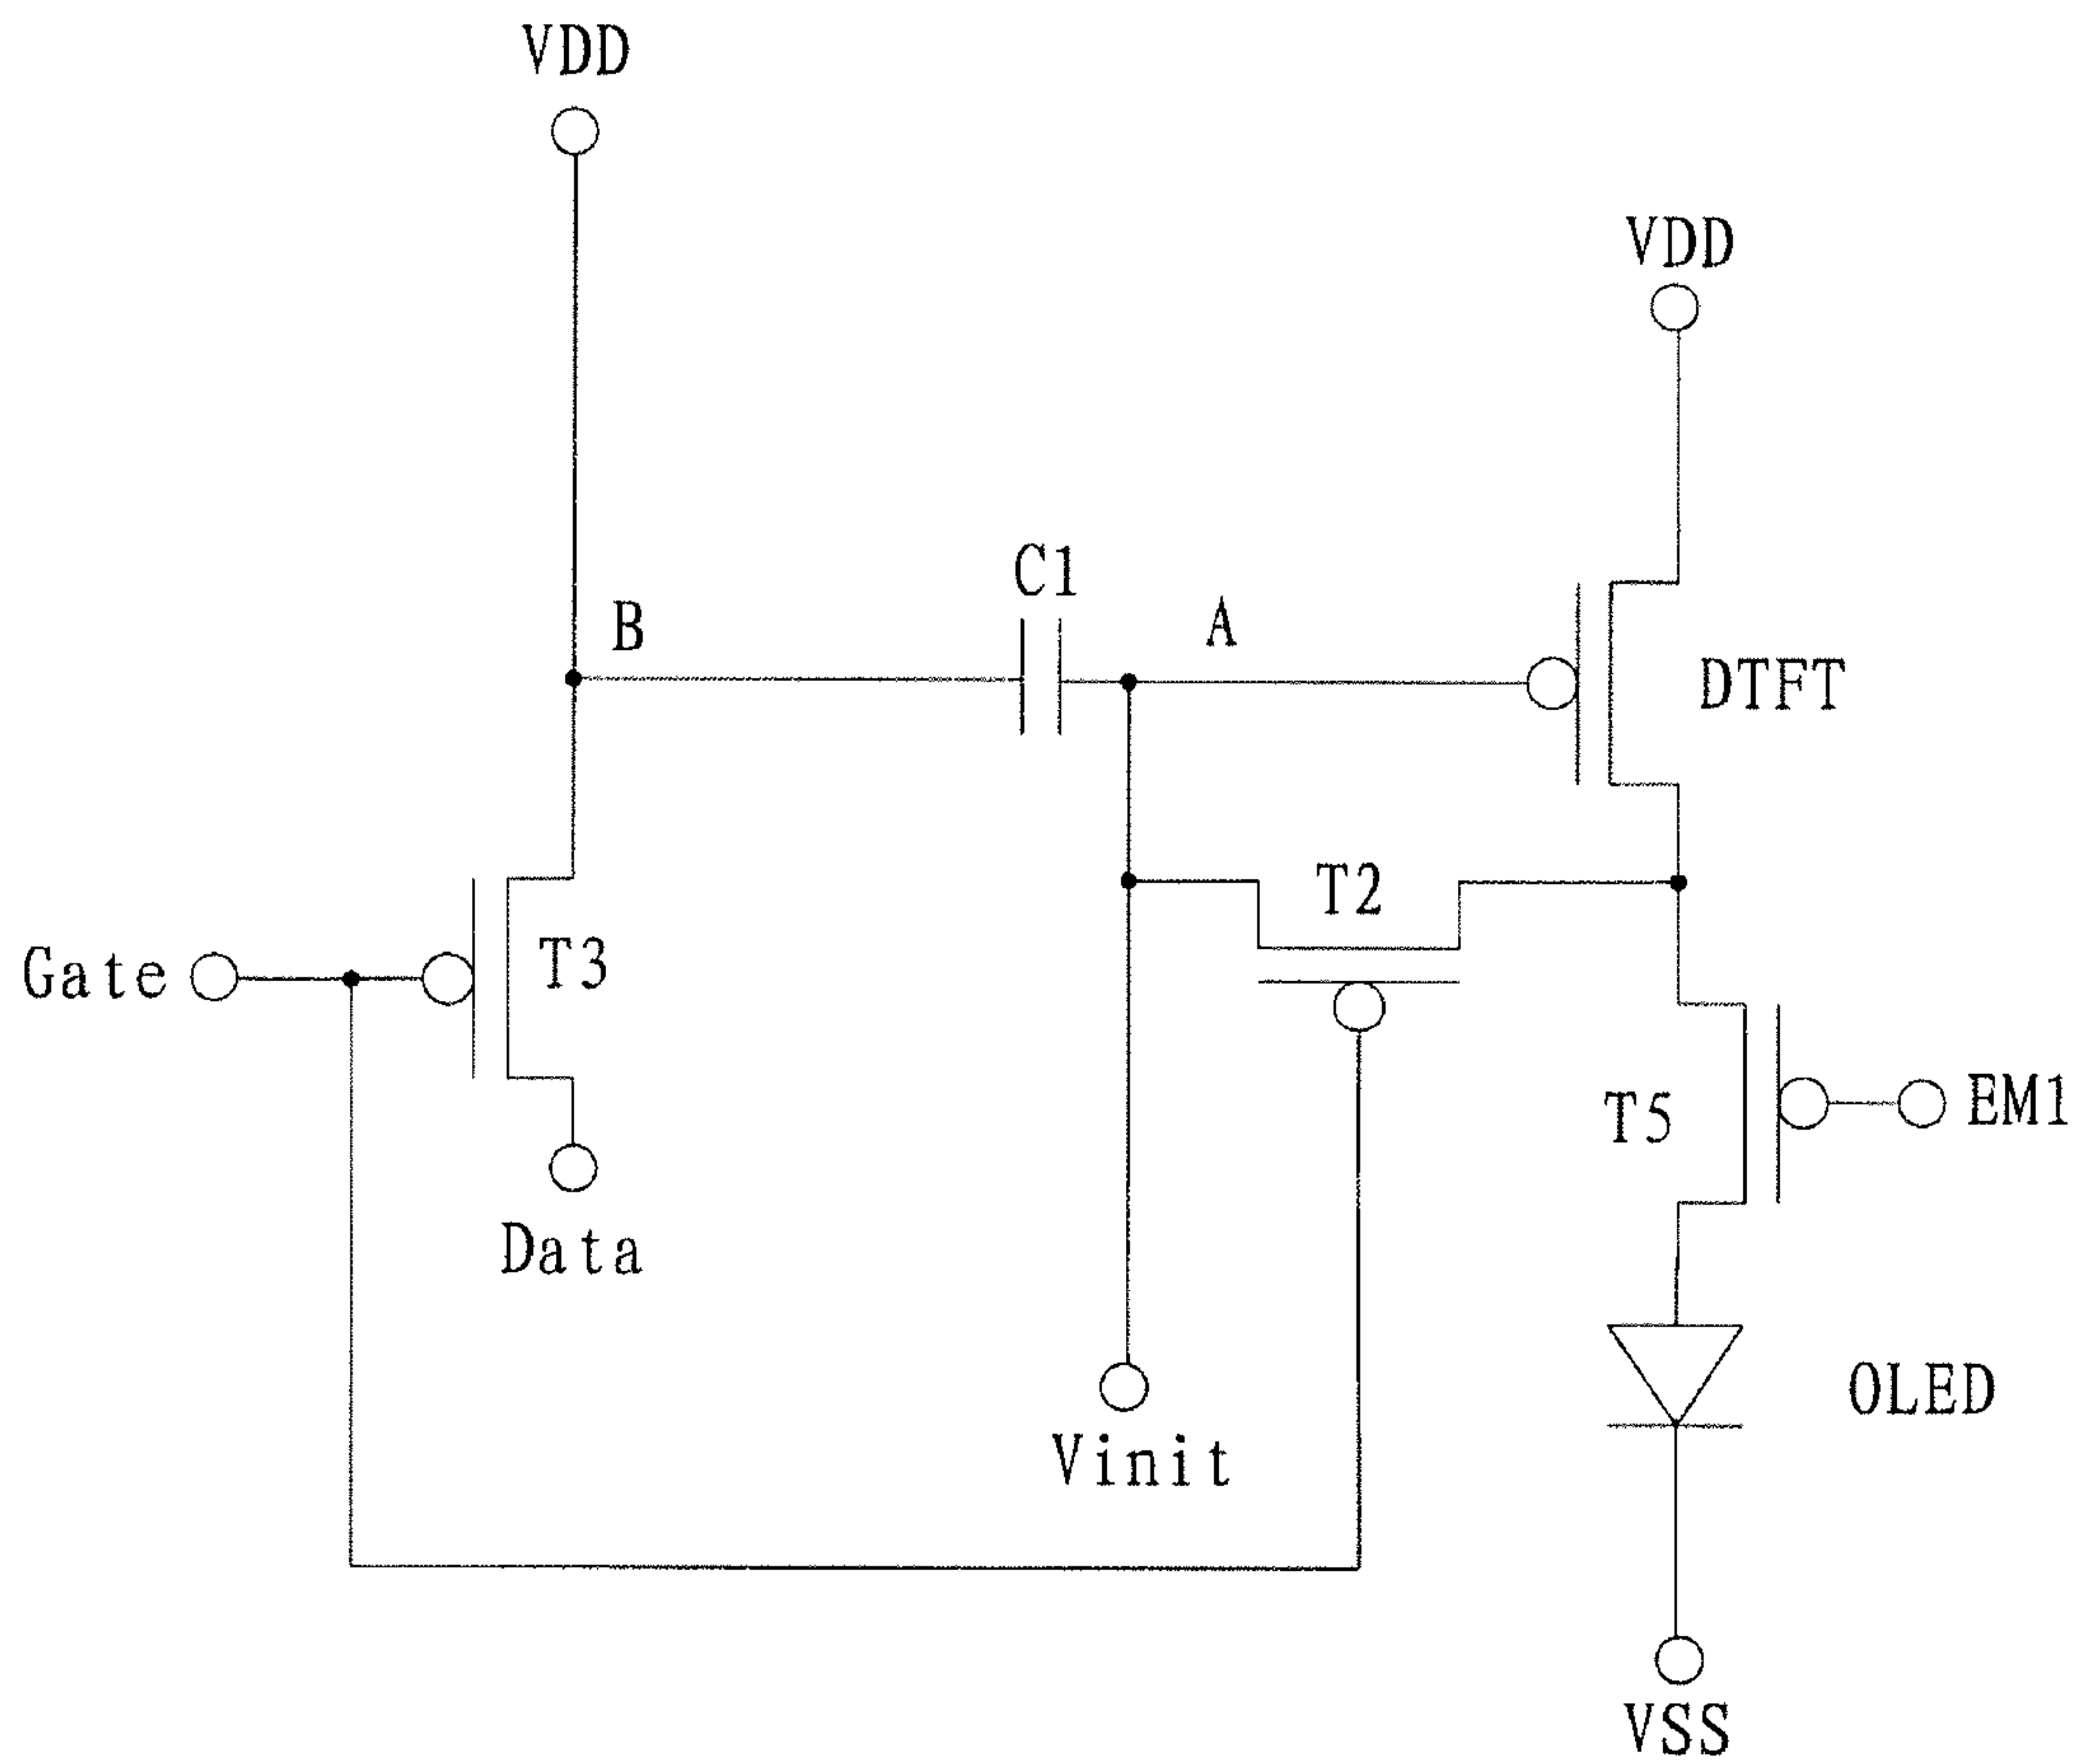 VDD
VDD
C1
B
A
DTFT
T2
T3
Gate
T5
EM1
Data
OLED
Vinit
VSS